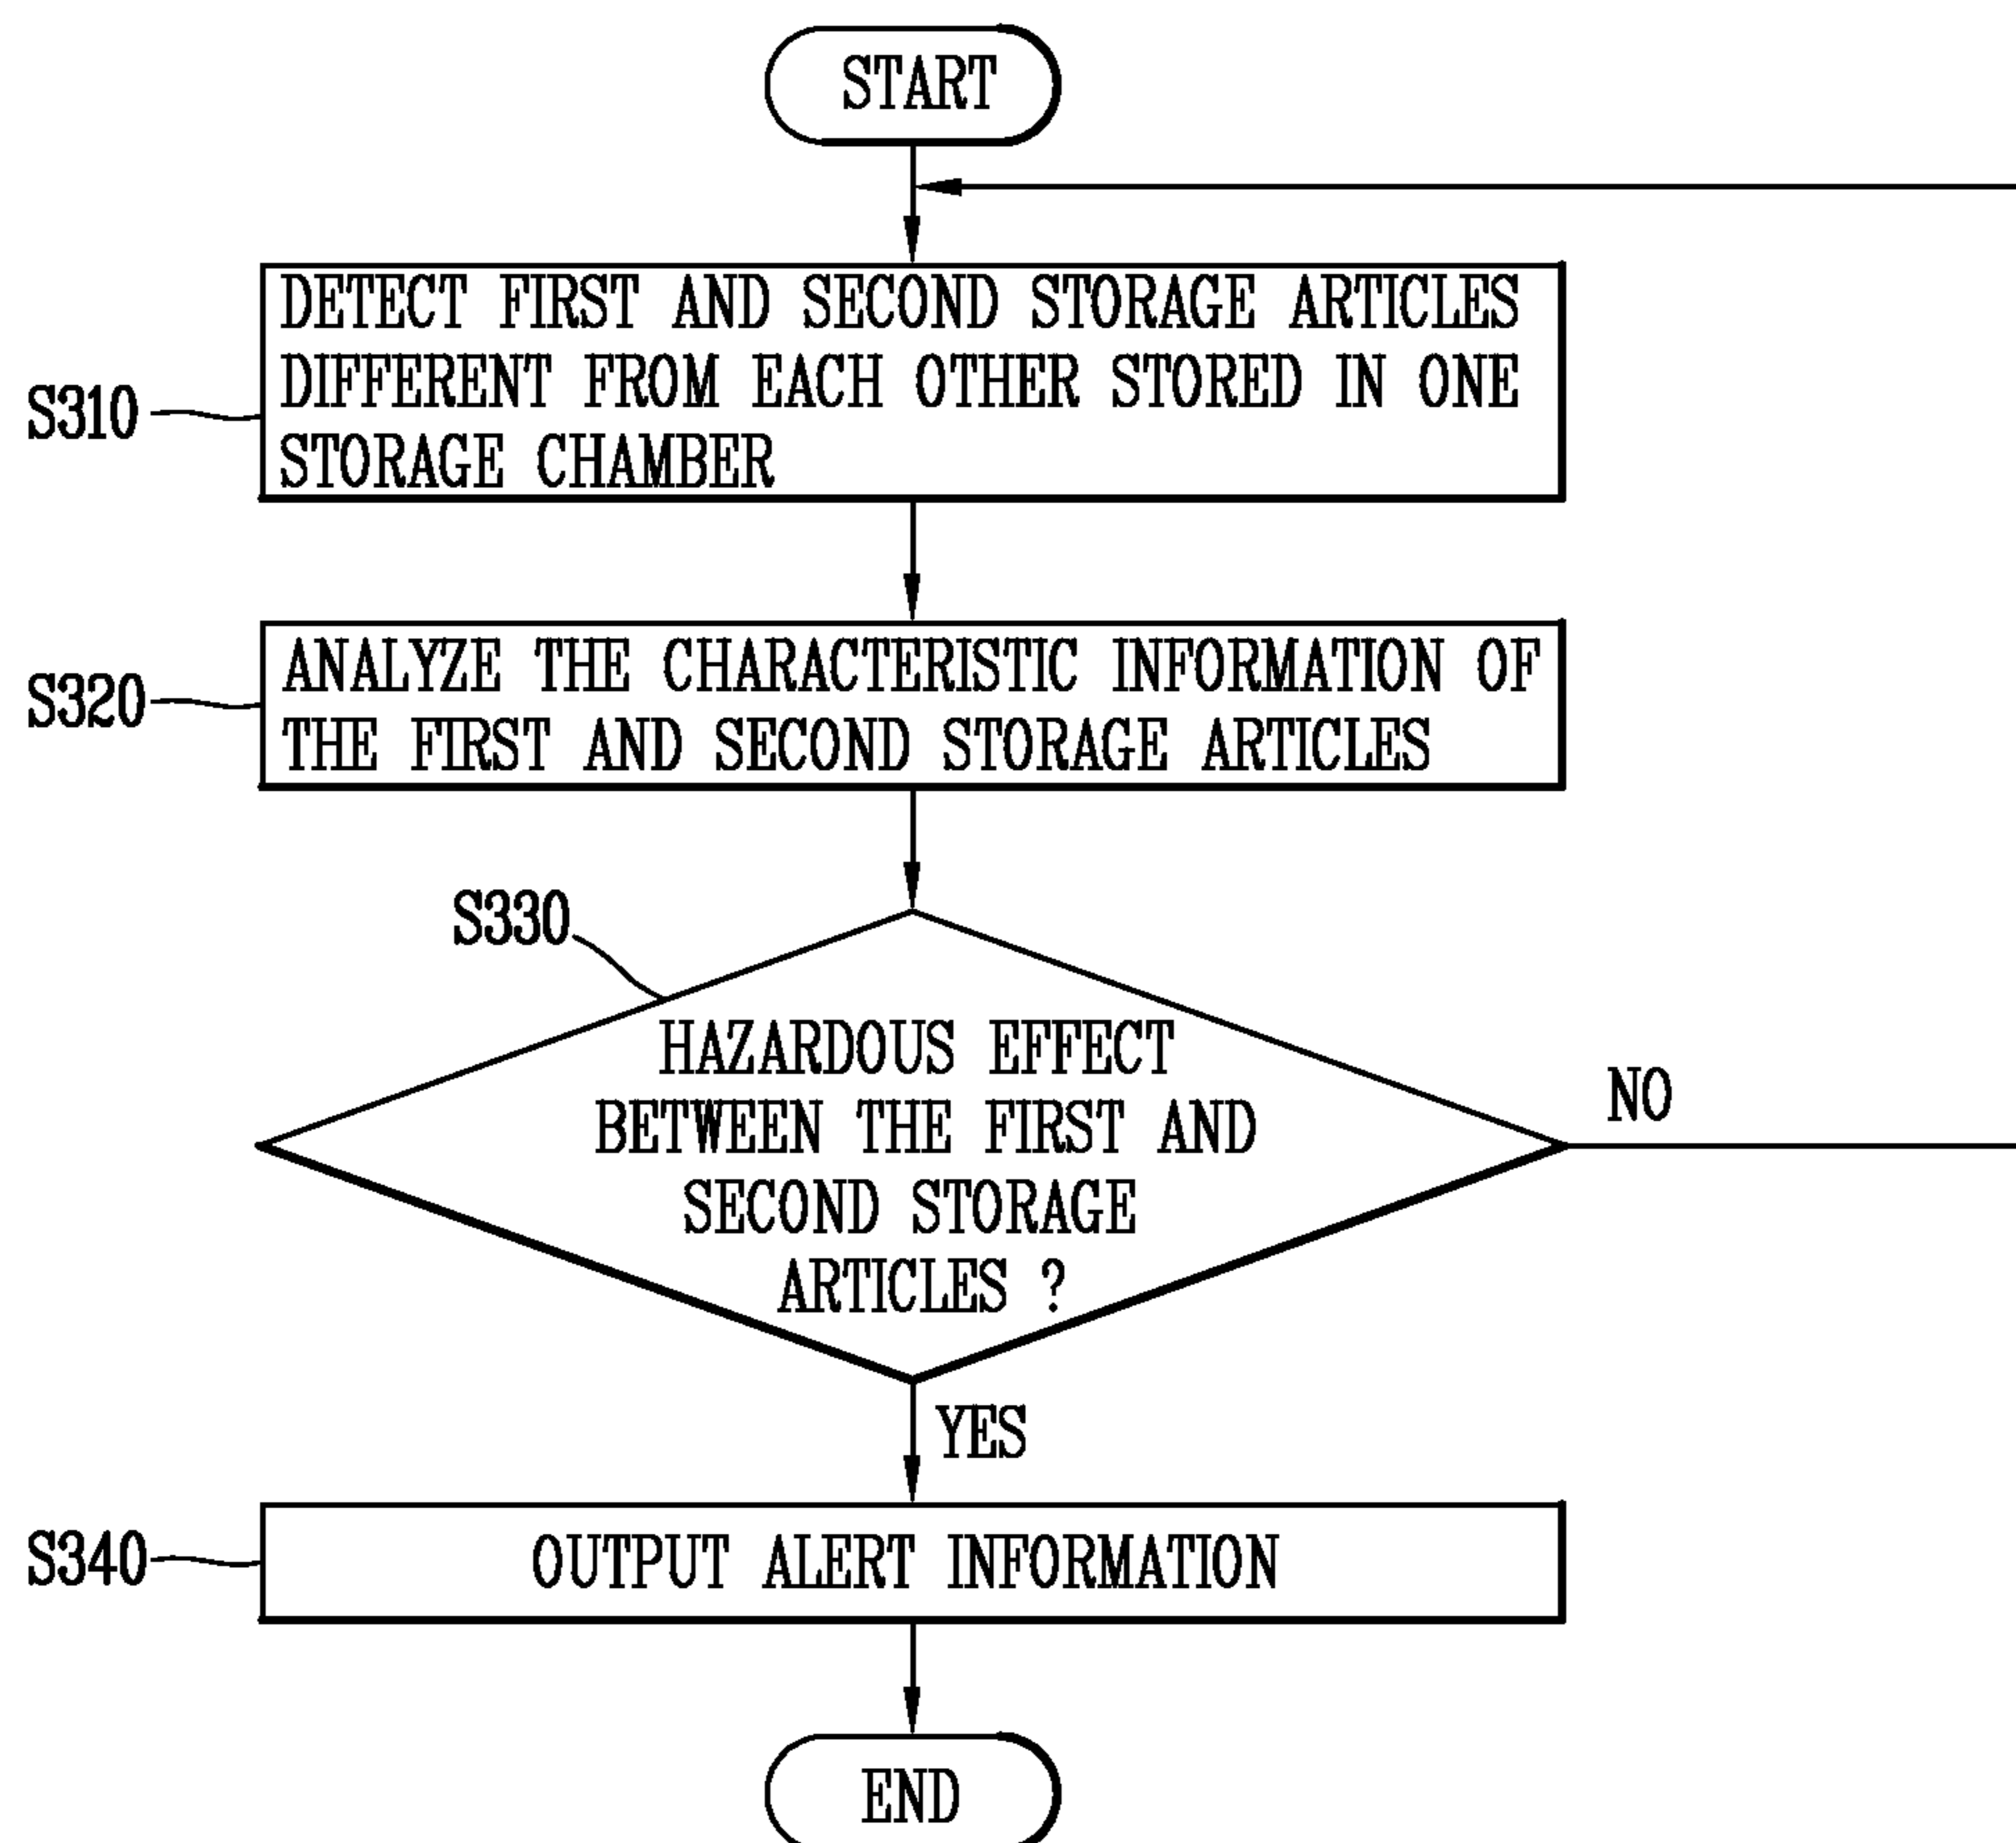 START
DETECT FIRST AND SECOND STORAGE ARTICLES
DIFFERENT FROM EACH OTHER STORED IN ONE
STORAGE CHAMBER
S310
ANALYZE THE CHARACTERISTIC INFORMATION OF
THE FIRST AND SECOND STORAGE ARTICLES
S320
S330
HAZARDOUS EFFECT
BETWEEN THE FIRST AND
SECOND STORAGE
ARTICLES ?
NO
YES
S340
OUTPUT ALERT INFORMATION
END